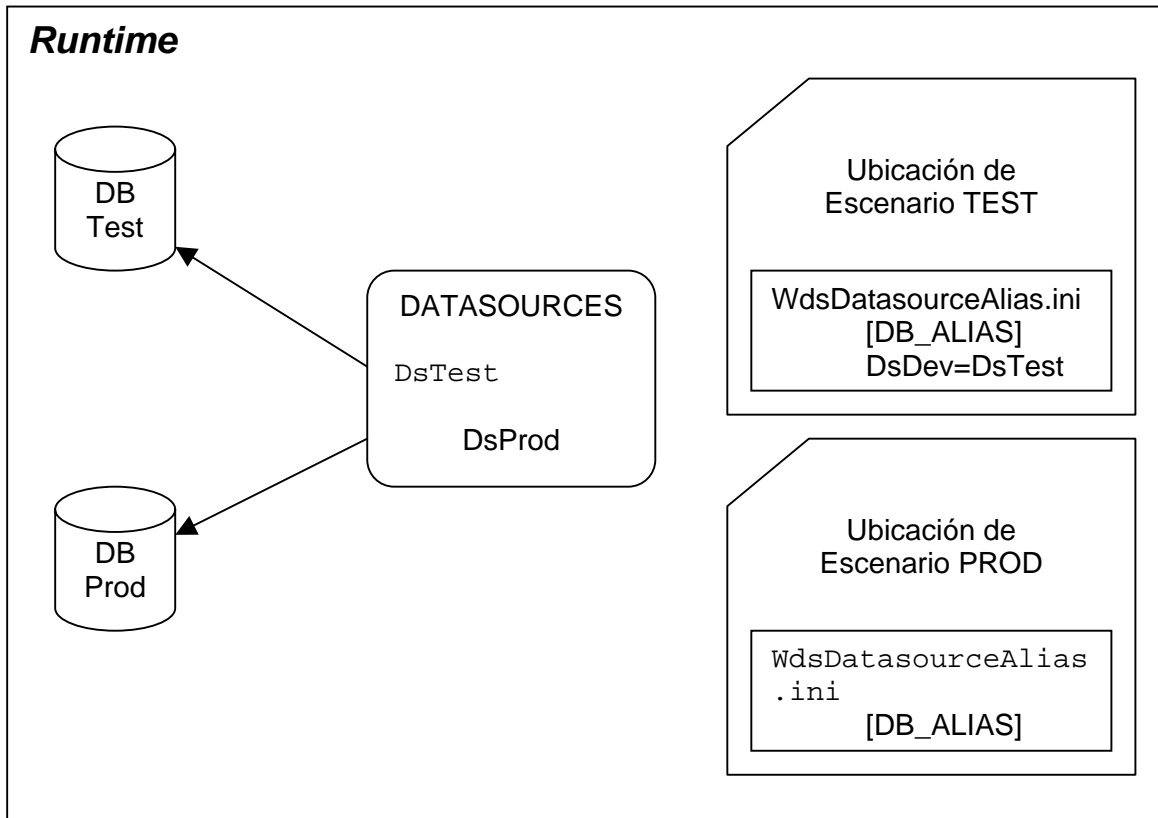 Runtime
DB
Test
DATASOURCES
DsTest
DsProd
DB
Prod
Ubicación de
Escenario TEST
WdsDatasourceAlias.ini
[DB_ALIAS]
DsDev=DsTest
Ubicación de
Escenario PROD
WdsDatasourceAlias
.ini
[DB_ALIAS]